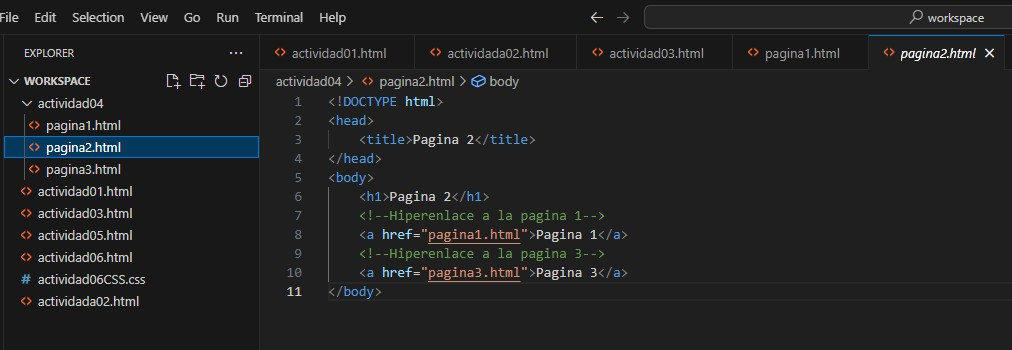 File Edit Selection View Go Run Terminal Help workspace
EXPLORER ...
WORKSPACE
actividad04
pagina1.html
pagina2.html
pagina3.html
actividad01.html
actividad03.html
actividad05.html
actividad06.html
# actividad06CSS.css
actividada02.html
<> actividad01.html <> actividada02.html <> actividad03.html <> pagina1.html <> pagina2.html ×
actividad04 > <> pagina2.html > body
1 <!DOCTYPE html>
2 <head>
3 <title>Pagina 2</title>
4 </head>
5 <body>
6 <h1>Pagina 2</h1>
7 <!--Hiperenlace a la pagina 1-->
8 <a href="pagina1.html">Pagina 1</a>
9 <!--Hiperenlace a la pagina 3-->
10 <a href="pagina3.html">Pagina 3</a>
11 </body>